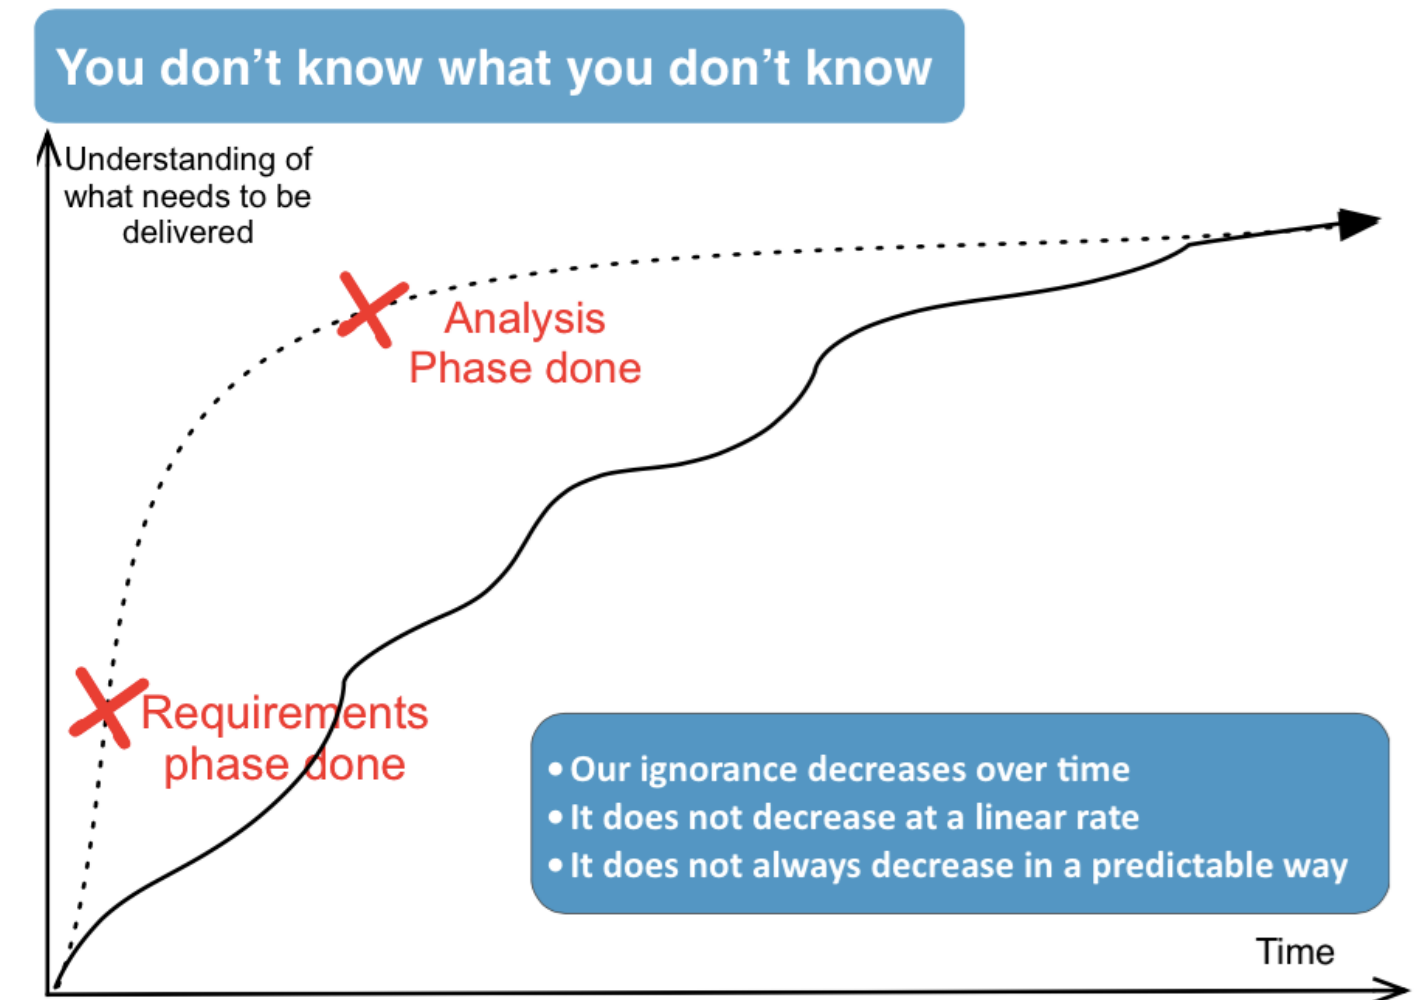 You don’t know what you don’t know
Understanding of
what needs to be
delivered
Analysis
Phase done
Requirements
phase done
• Our ignorance decreases over time
• It does not decrease at a linear rate
• It does not always decrease in a predictable way
Time